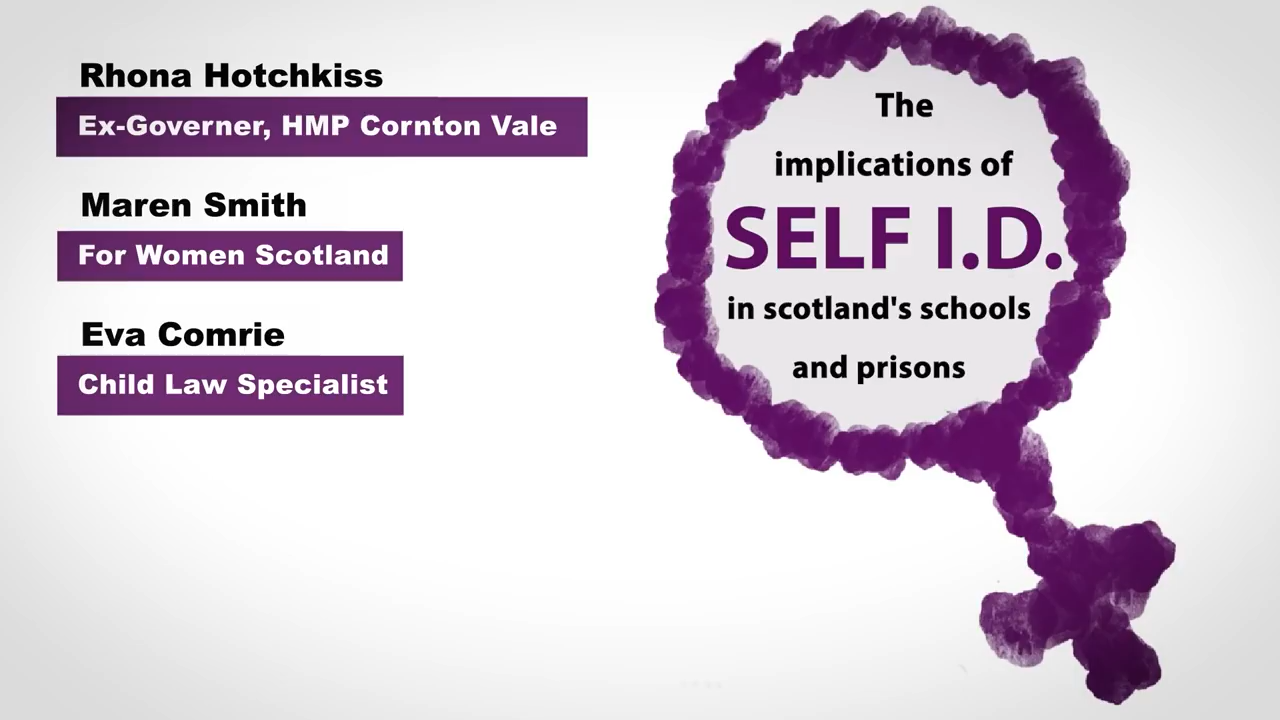 Rhona Hotchkiss
Ex-Governer, HMP Cornton Vale
Maren Smith
For Women Scotland
Eva Comrie
Child Law Specialist
The
implications of
SELF I.D.
in scotland's schools
and prisons